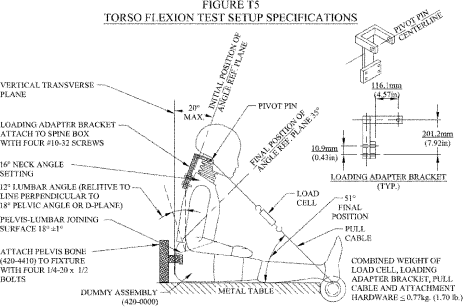 FIGURE T5
TORSO FLEXION TEST SETUP SPECIFICATIONS
PIVOT PIN
CENTERLINE
INITIAL POSITION OF
ANGLE REF. PLANE
VERTICAL TRANSVERSE
PLANE
20°
MAX.
PIVOT PIN
116.1mm
(4.57in)
LOADING ADAPTER BRACKET
ATTACH TO SPINE BOX
WITH FOUR #10-32 SCREWS
FINAL POSITION OF
ANGLE REF. PLANE 35°
201.2mm
(7.92in)
10.9mm
(0.43in)
16° NECK ANGLE
SETTING
LOADING ADAPTER BRACKET
(TYP.)
12° LUMBAR ANGLE (RELITIVE TO
LINE PERPENDICULAR TO
18° PELVIC ANGLE OR D-PLANE)
LOAD
CELL
51°
FINAL
POSITION
PELVIS-LUMBAR JOINING
SURFACE 18° ±1°
PULL
CABLE
ATTACH PELVIS BONE
(420-4410) TO FIXTURE
WITH FOUR 1/4-20 x 1/2
BOLTS
COMBINED WEIGHT OF
LOAD CELL, LOADING
ADAPTER BRACKET, PULL
CABLE AND ATTACHMENT
HARDWARE ≤ 0.77kg. (1.70 lb.)
DUMMY ASSEMBLY
(420-0000)
METAL TABLE